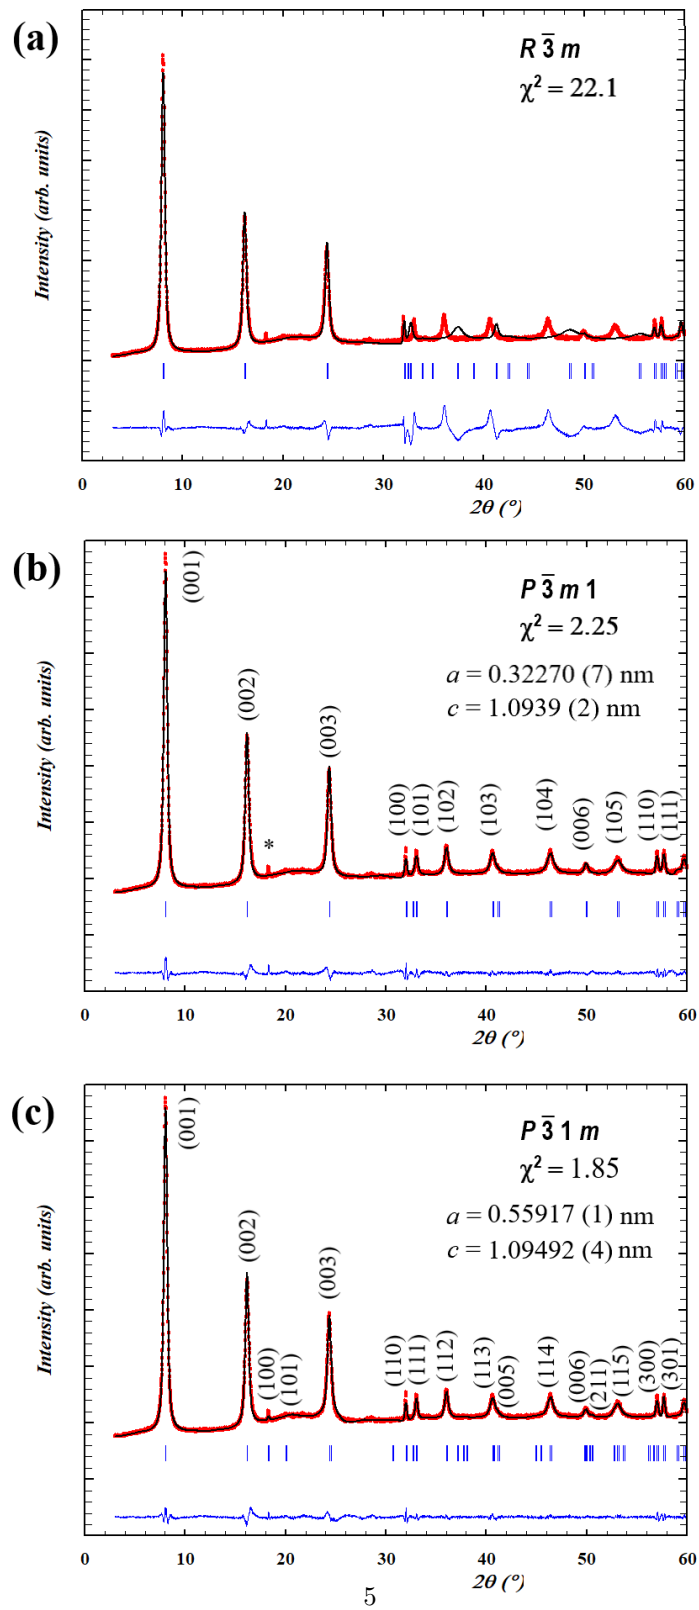 (a)
R 3̅ m
χ² = 22.1
Intensity (arb. units)
0 10 20 30 40 50 60
2θ (°)
(b)
P 3̅ m 1
χ² = 2.25
a = 0.32270 (7) nm
c = 1.0939 (2) nm
(001)
(002)
*
(003)
(100)
(101)
(102)
(103)
(104)
(006)
(105)
(110)
(111)
Intensity (arb. units)
0 10 20 30 40 50 60
2θ (°)
(c)
P 3̅ 1 m
χ² = 1.85
a = 0.55917 (1) nm
c = 1.09492 (4) nm
(001)
(002)
(100)
(101)
(003)
(110)
(111)
(112)
(113)
(005)
(114)
(006)
(211)
(115)
(300)
(301)
Intensity (arb. units)
0 10 20 30 40 50 60
2θ (°)
5